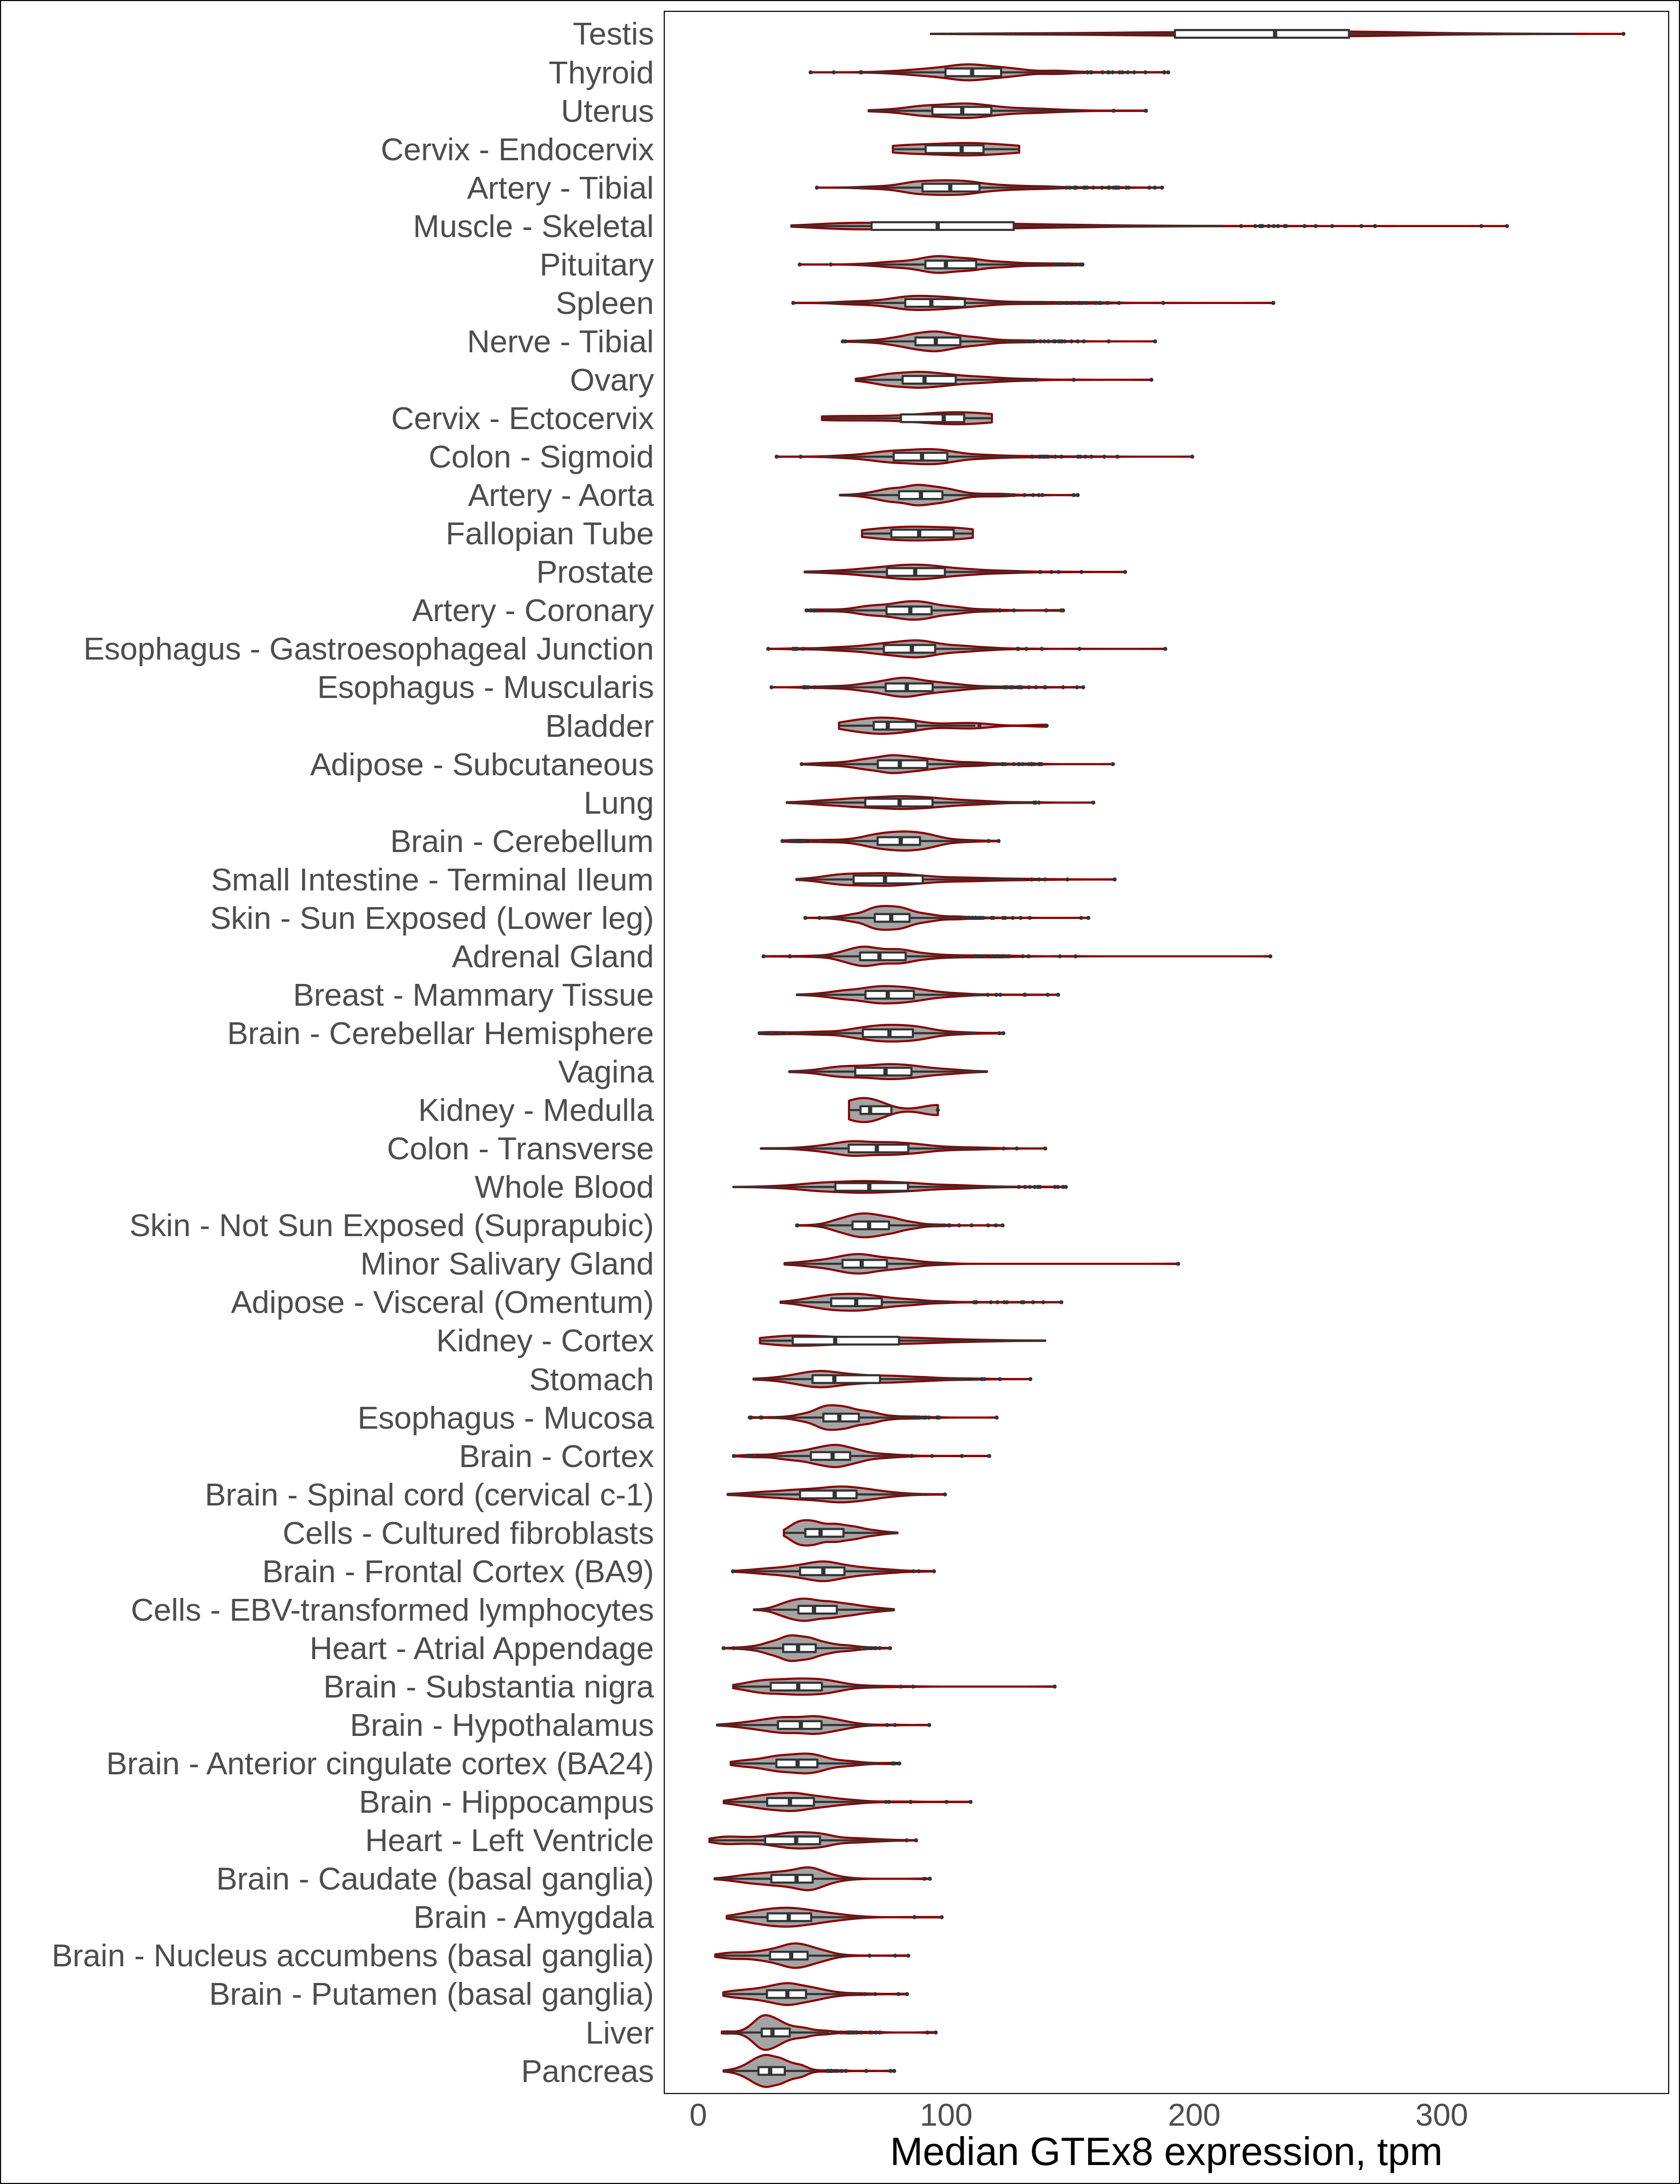 Testis
Thyroid
Uterus
Cervix - Endocervix
Artery - Tibial
Muscle - Skeletal
Pituitary
Spleen
Nerve - Tibial
Ovary
Cervix - Ectocervix
Colon - Sigmoid
Artery - Aorta
Fallopian Tube
Prostate
Artery - Coronary
Esophagus - Gastroesophageal Junction
Esophagus - Muscularis
Bladder
Adipose - Subcutaneous
Lung
Brain - Cerebellum
Small Intestine - Terminal Ileum
Skin - Sun Exposed (Lower leg)
Adrenal Gland
Breast - Mammary Tissue
Brain - Cerebellar Hemisphere
Vagina
Kidney - Medulla
Colon - Transverse
Whole Blood
Skin - Not Sun Exposed (Suprapubic)
Minor Salivary Gland
Adipose - Visceral (Omentum)
Kidney - Cortex
Stomach
Esophagus - Mucosa
Brain - Cortex
Brain - Spinal cord (cervical c-1)
Cells - Cultured fibroblasts
Brain - Frontal Cortex (BA9)
Cells - EBV-transformed lymphocytes
Heart - Atrial Appendage
Brain - Substantia nigra
Brain - Hypothalamus
Brain - Anterior cingulate cortex (BA24)
Brain - Hippocampus
Heart - Left Ventricle
Brain - Caudate (basal ganglia)
Brain - Amygdala
Brain - Nucleus accumbens (basal ganglia)
Brain - Putamen (basal ganglia)
Liver
Pancreas
0 100 200 300
Median GTEx8 expression, tpm